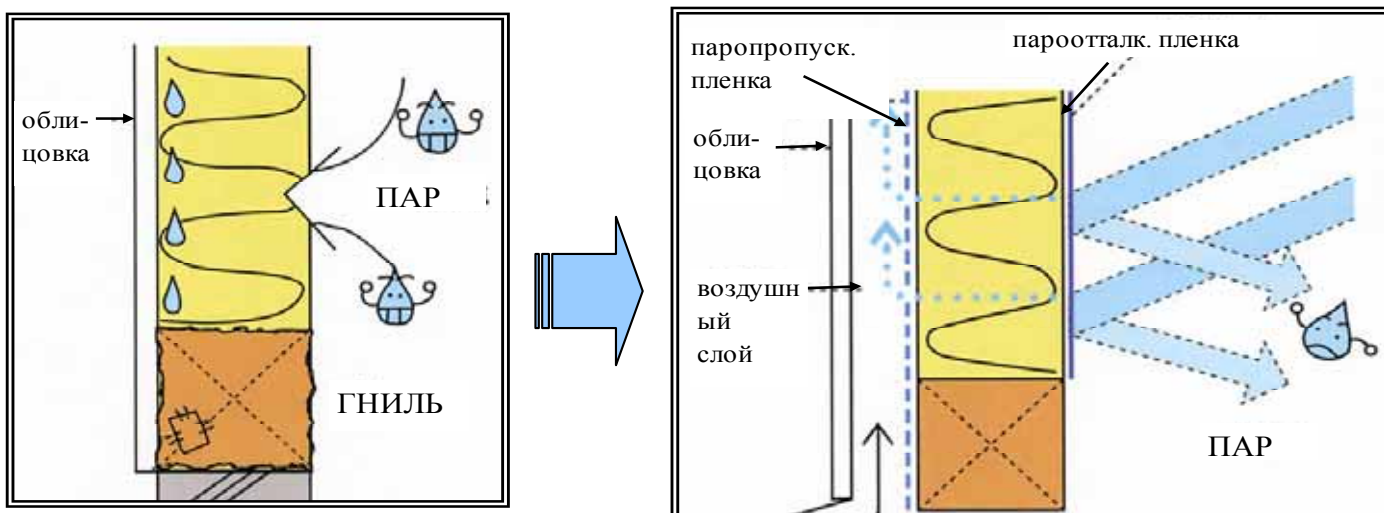 обли-
цовка
ПАР
ГНИЛЬ
паропропуск.
пленка
пароотталк. пленка
обли-
цовка
воздушн
ый
слой
ПАР